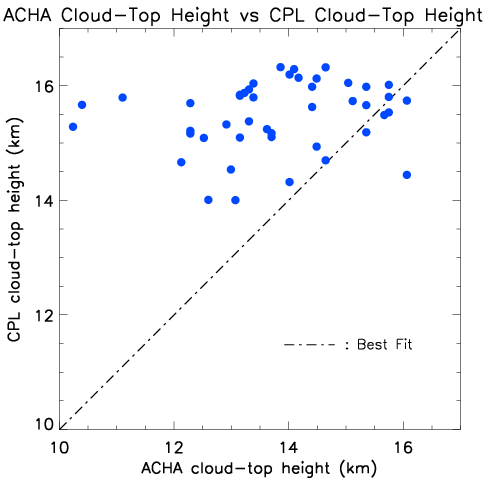 ACHA Cloud-Top Height vs CPL Cloud-Top Height
16
14
12
10
CPL cloud-top height (km)
: Best Fit
10 12 14 16
ACHA cloud-top height (km)